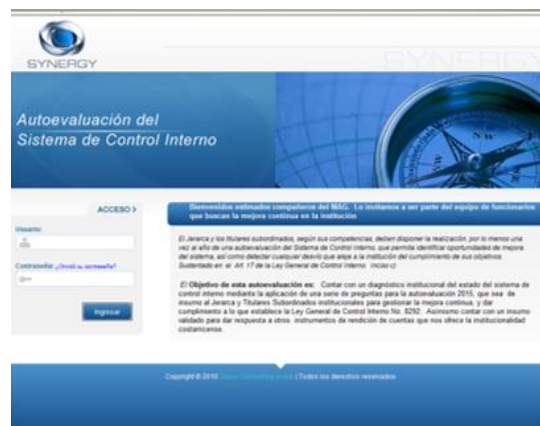 SYNERGY
SYNERGY
Autoevaluación del
Sistema de Control Interno
ACCESO >
Bienvenidos estimados compañeros del MAG. Lo invitamos a ser parte del equipo de funcionarios
que buscan la mejora continua en la institución
Usuario:
Contraseña: ¿Olvidó su contraseña?
Ingresar
El Jerarca y los titulares subordinados, según sus competencias, deben disponer la realización, por lo menos una
vez al año de una autoevaluación del Sistema de Control Interno, que permita identificar oportunidades de mejora
del sistema, así como detectar cualquier desvío que aleje a la institución del cumplimiento de sus objetivos.
Sustentado en el Art. 17 de la Ley General de Control Interno. Inciso c)
El Objetivo de esta autoevaluación es: Contar con un diagnóstico institucional del estado del sistema de
control interno mediante la aplicación de una serie de preguntas para la autoevaluación 2015, que sea de
insumo al Jerarca y Titulares Subordinados institucionales para gestionar la mejora continua, y dar
cumplimiento a lo que establece la Ley General de Control Interno No. 8292. Asimismo contar con un insumo
validado para dar respuesta a otros instrumentos de rendición de cuentas que nos ofrece la institucionalidad
costarricense.
Copyright © 2010 | Todos los derechos reservados